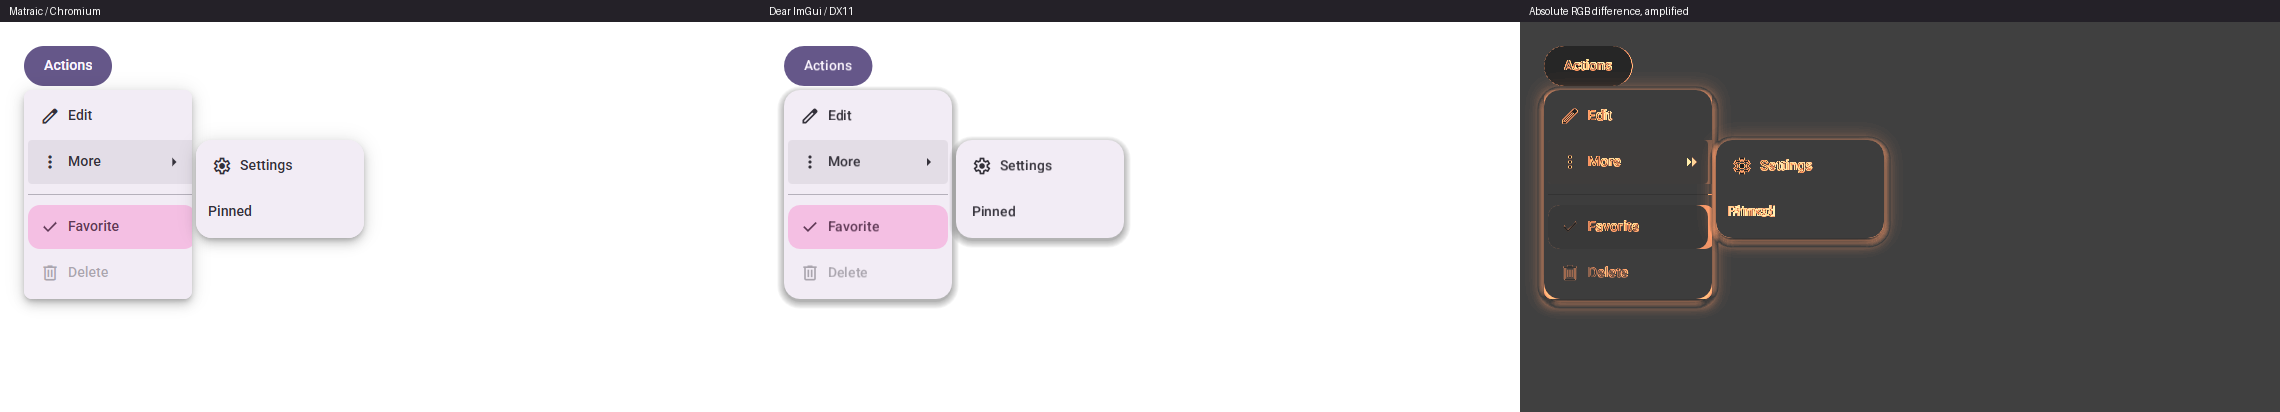 Matraic / Chromium
Actions
Edit
More
Settings
Pinned
Favorite
Delete
Dear ImGui / DX11
Actions
Edit
More
Settings
Pinned
Favorite
Delete
Absolute RGB difference, amplified
Actions
Edit
More
Settings
Pinned
Favorite
Delete